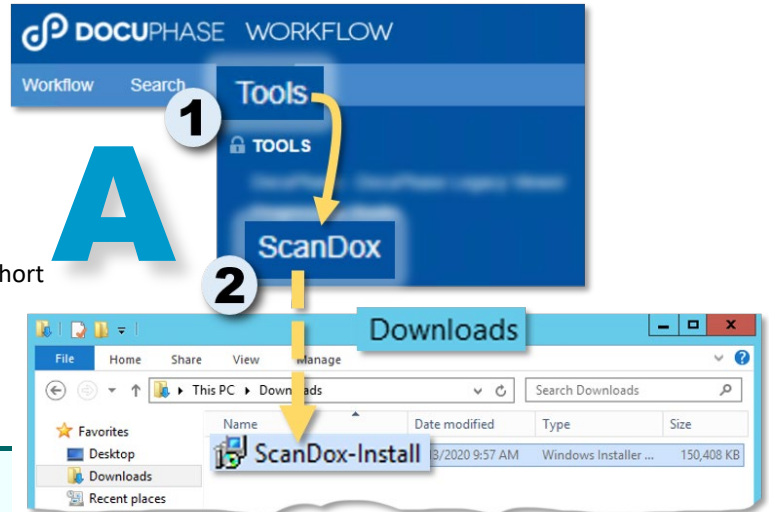 DOCUPHASE WORKFLOW
Workflow Search Tools
1
TOOLS
A
ScanDox
hort
2
Downloads
File Home Share View Manage
This PC Downloads Search Downloads
Name Date modified Type Size
Favorites
ScanDox-Install 3/2020 9:57 AM Windows Installer ... 150,408 KB
Desktop
Downloads
Recent places